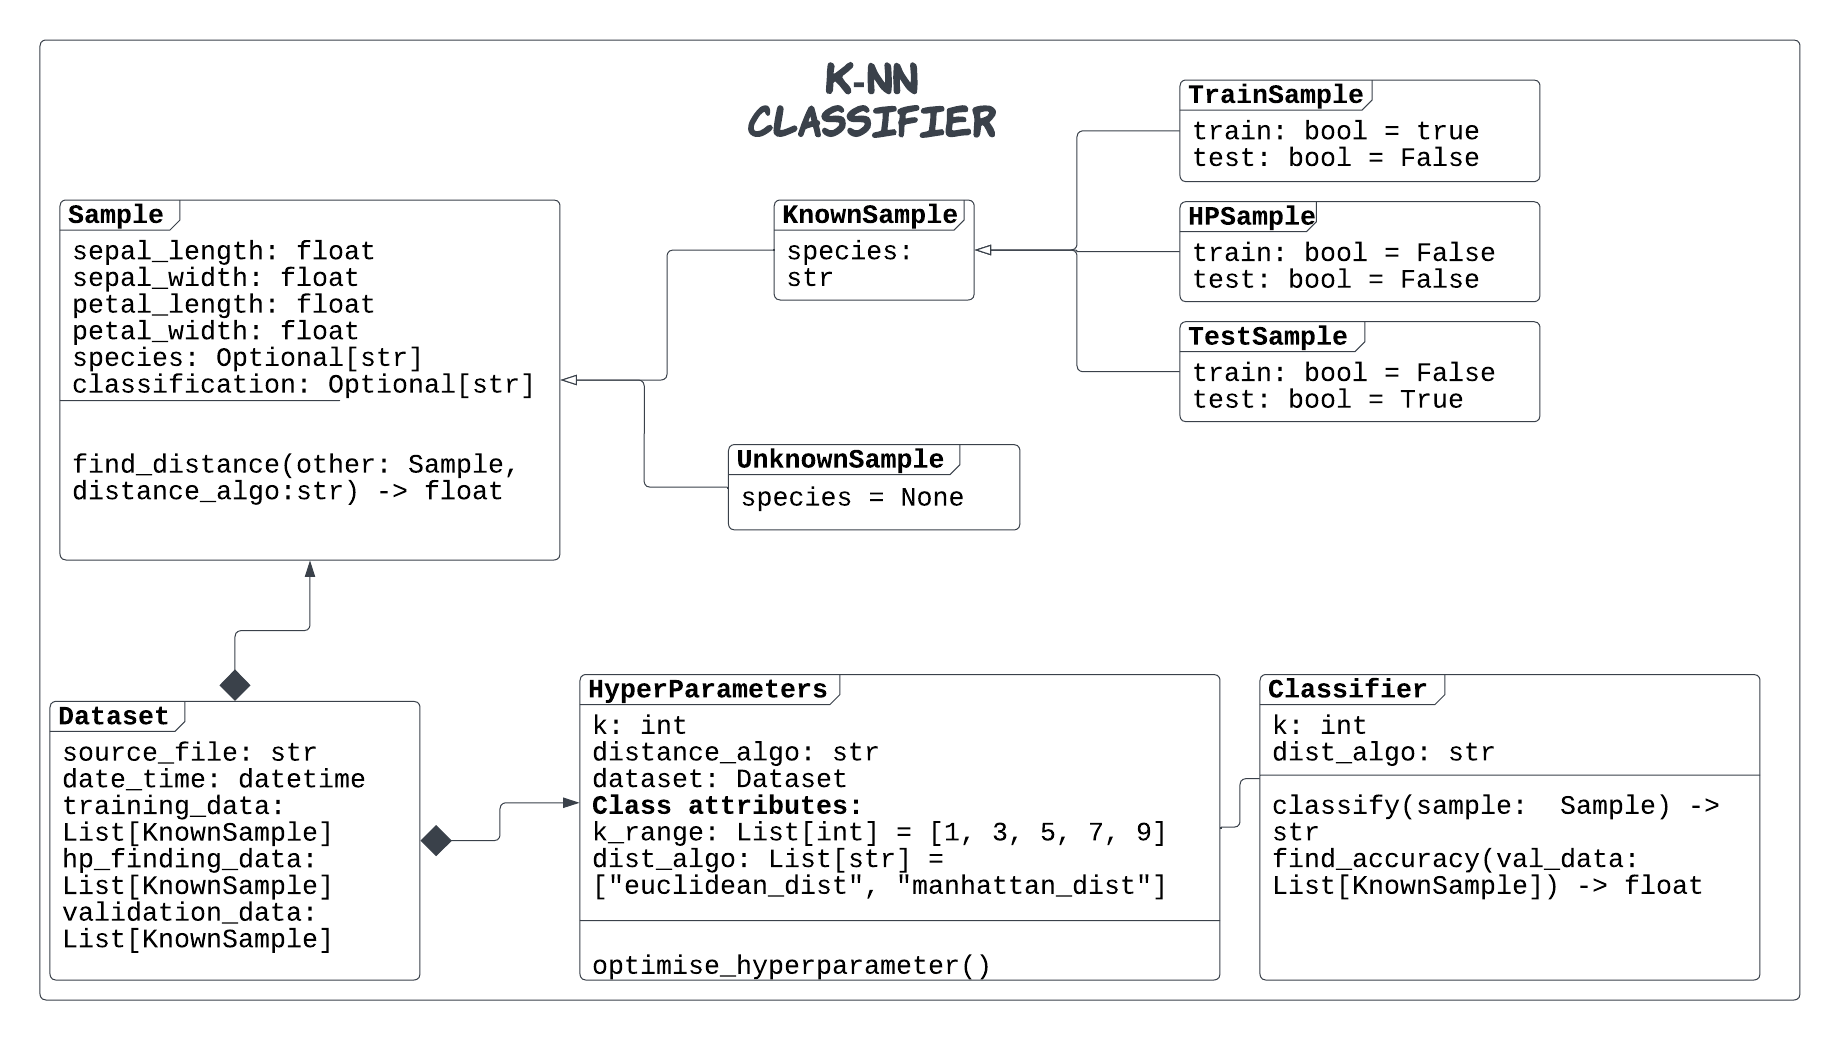 K-NN
CLASSIFIER
TrainSample
train: bool = true
test: bool = False
Sample
sepal_length: float
sepal_width: float
petal_length: float
petal_width: float
species: Optional[str]
classification: Optional[str]
find_distance(other: Sample,
distance_algo:str) -> float
KnownSample
species:
str
HPSample
train: bool = False
test: bool = False
TestSample
train: bool = False
test: bool = True
UnknownSample
species = None
Dataset
source_file: str
date_time: datetime
training_data:
List[KnownSample]
hp_finding_data:
List[KnownSample]
validation_data:
List[KnownSample]
HyperParameters
k: int
distance_algo: str
dataset: Dataset
Class attributes:
k_range: List[int] = [1, 3, 5, 7, 9]
dist_algo: List[str] =
["euclidean_dist", "manhattan_dist"]
optimise_hyperparameter()
Classifier
k: int
dist_algo: str
classify(sample:  Sample) ->
str
find_accuracy(val_data:
List[KnownSample]) -> float